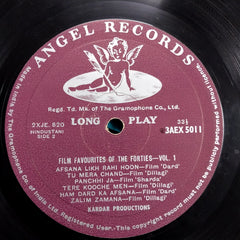 ANGEL RECORDS
Regd. Td. Mk. of The Gramophone Co., Ltd.
LONG PLAY
2XJE. 820
HINDUSTANI
SIDE 2
33⅓
3AEX 5011
FILM FAVOURITES OF THE FORTIES—VOL. 1
AFSANA LIKH RAHI HOON—Film 'Dard'
TU MERA CHAND—Film 'Dillagi'
PANCHHI JA—Film 'Sharda'
TERE KOOCHE MEN—Film 'Dillagi'
HAM DARD KA AFSANA—Film 'Dard'
ZALIM ZAMANA—Film 'Dillagi'
KARDAR PRODUCTIONS